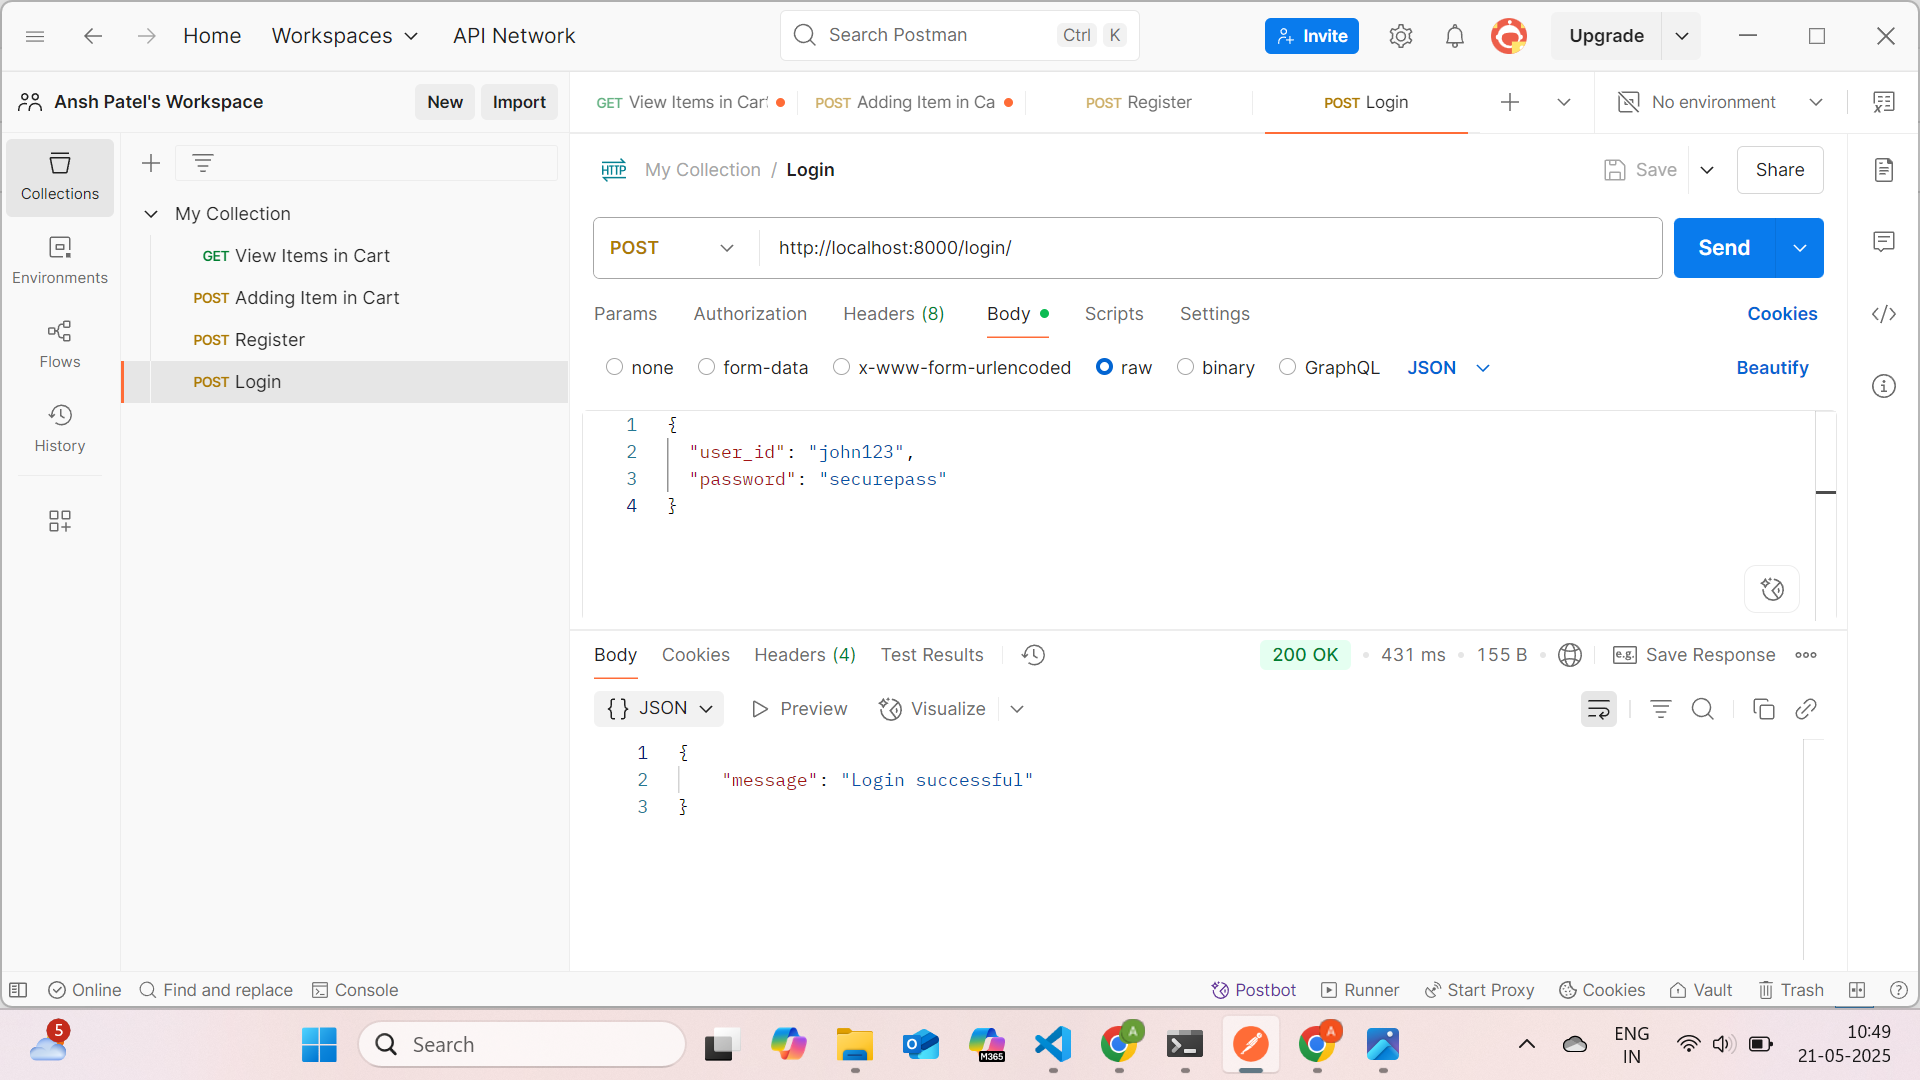 Home Workspaces API Network Search Postman Ctrl K Invite Upgrade
Ansh Patel's Workspace New Import GET View Items in Car POST Adding Item in Ca POST Register POST Login No environment
Collections
Environments
Flows
History
My Collection
GET View Items in Cart
POST Adding Item in Cart
POST Register
POST Login
HTTP My Collection / Login Save Share
POST http://localhost:8000/login/ Send
Params Authorization Headers (8) Body Scripts Settings Cookies
none form-data x-www-form-urlencoded raw binary GraphQL JSON Beautify
1 {
2 "user_id": "john123",
3 "password": "securepass"
4 }
Body Cookies Headers (4) Test Results 200 OK 431 ms 155 B e.g. Save Response
{} JSON Preview Visualize
1 {
2 "message": "Login successful"
3 }
Online Find and replace Console Postbot Runner Start Proxy Cookies Vault Trash
5 Search M365 A A ENG 10:49
IN 21-05-2025